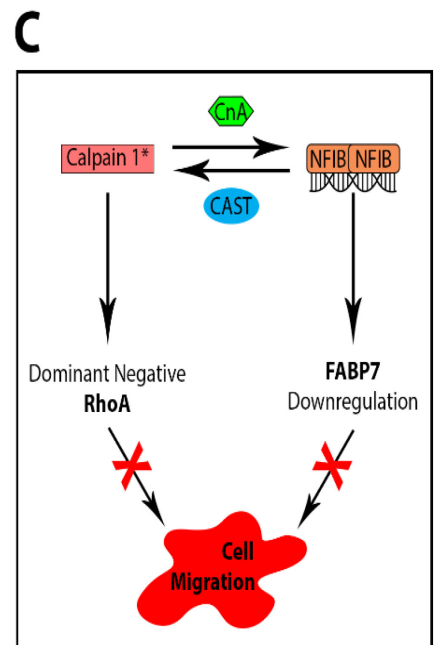 C
CnA
Calpain 1*
NFIB NFIB
CAST
Dominant Negative
RhoA
FABP7
Downregulation
Cell
Migration